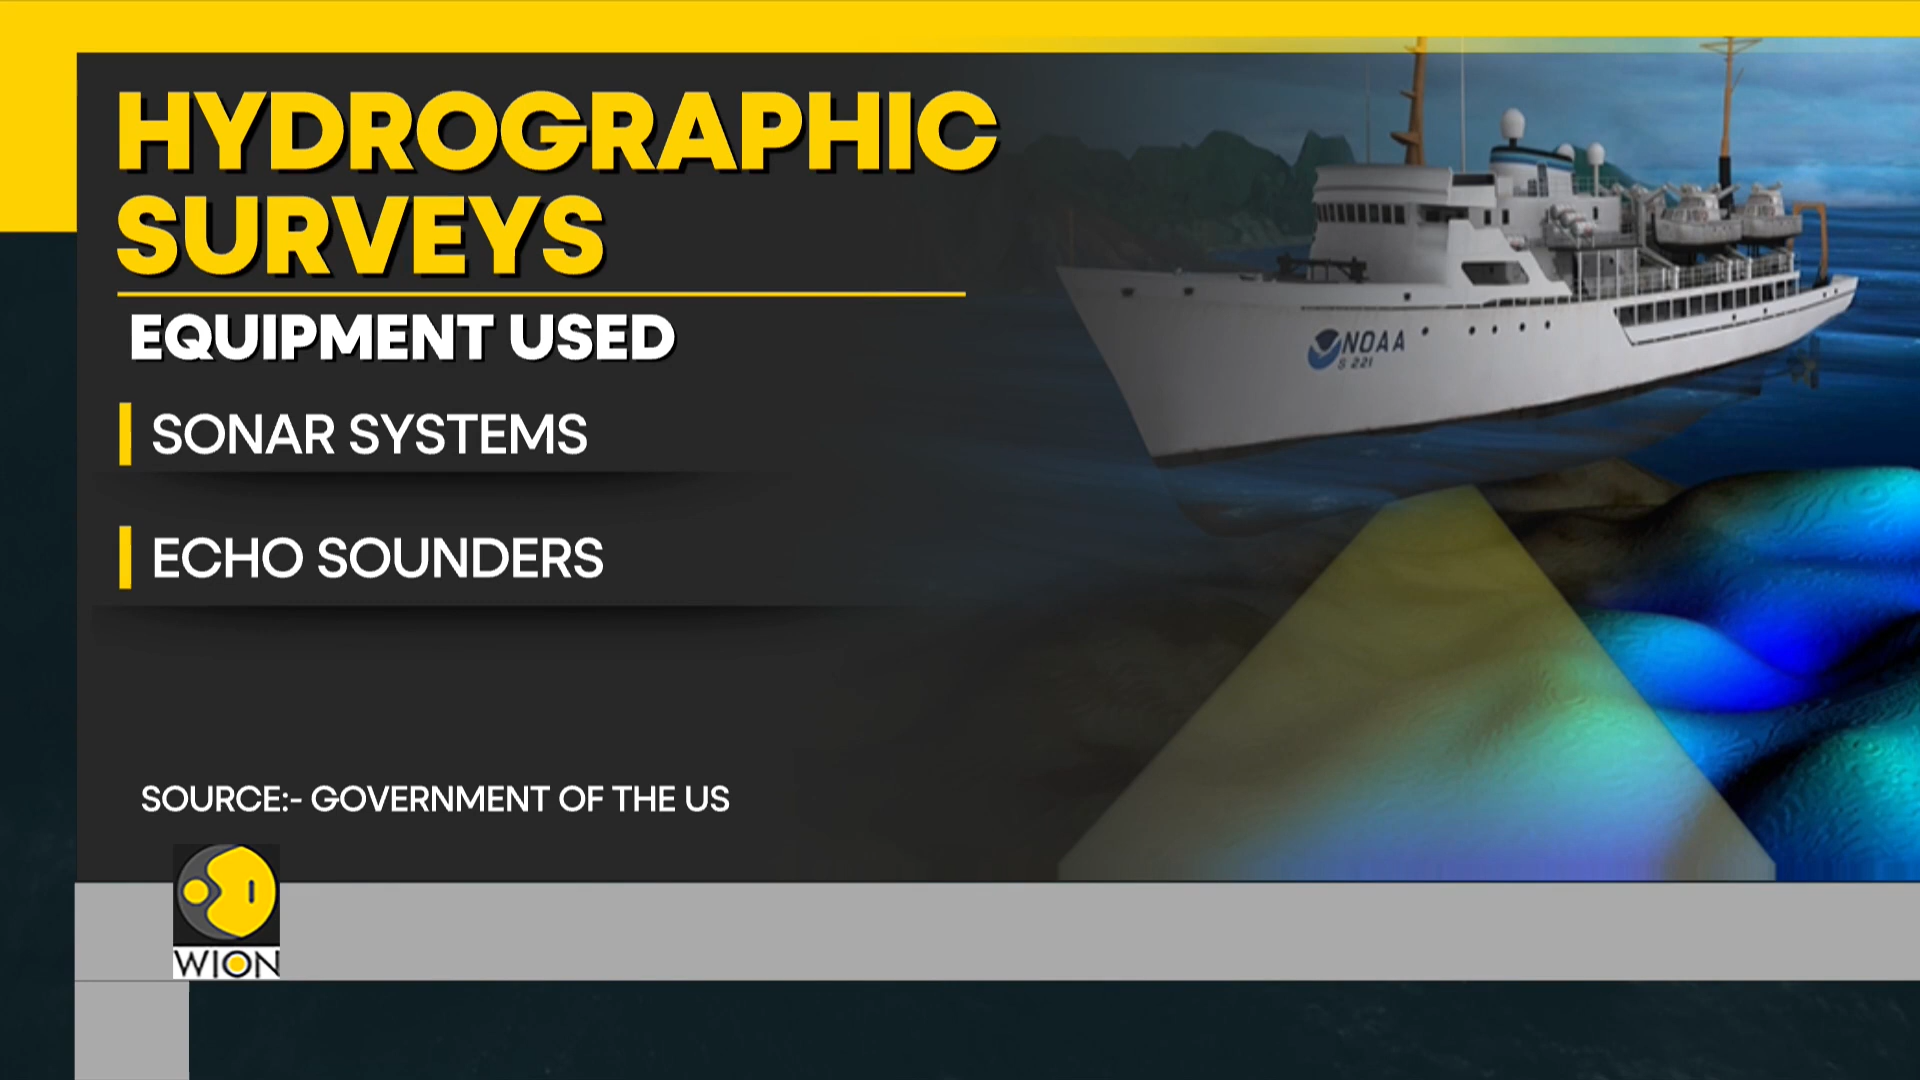 HYDROGRAPHIC
SURVEYS
EQUIPMENT USED
SONAR SYSTEMS
ECHO SOUNDERS
SOURCE:- GOVERNMENT OF THE US
WION
NOAA
S 221